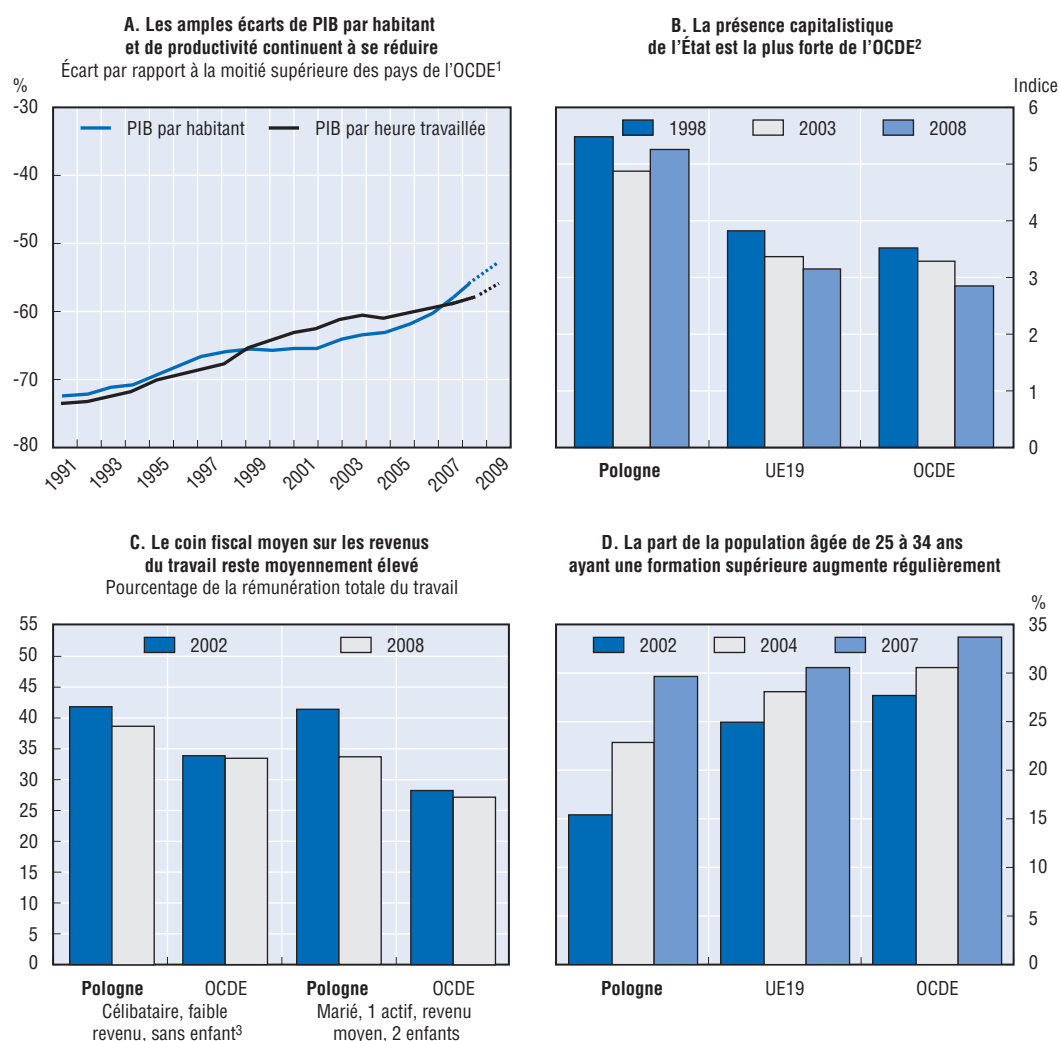 A. Les amples écarts de PIB par habitant
et de productivité continuent à se réduire
Écart par rapport à la moitié supérieure des pays de l'OCDE¹
%
-30
PIB par habitant PIB par heure travaillée
-40
-50
-60
-70
-80
1991 1993 1995 1997 1999 2001 2003 2005 2007 2009
B. La présence capitalistique
de l'État est la plus forte de l'OCDE²
Indice
6
1998 2003 2008
5
4
3
2
1
0
Pologne UE19 OCDE
C. Le coin fiscal moyen sur les revenus
du travail reste moyennement élevé
Pourcentage de la rémunération totale du travail
55
2002 2008
50
45
40
35
30
25
20
15
10
5
0
Pologne OCDE Pologne OCDE
Célibataire, faible Marié, 1 actif, revenu
revenu, sans enfant³ moyen, 2 enfants
D. La part de la population âgée de 25 à 34 ans
ayant une formation supérieure augmente régulièrement
%
35
2002 2004 2007
30
25
20
15
10
5
0
Pologne UE19 OCDE